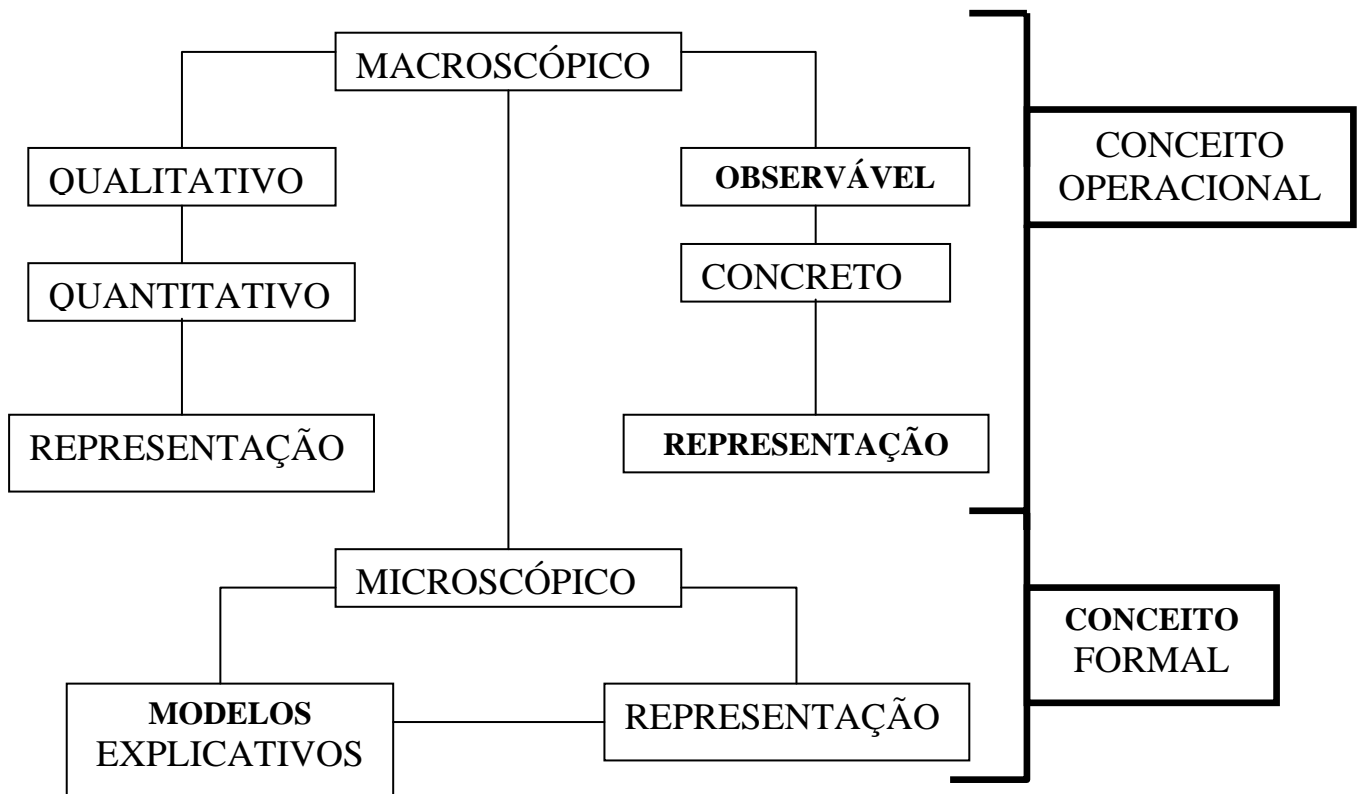 MACROSCÓPICO
QUALITATIVO
OBSERVÁVEL
CONCEITO
OPERACIONAL
QUANTITATIVO
CONCRETO
REPRESENTAÇÃO
REPRESENTAÇÃO
MICROSCÓPICO
CONCEITO
FORMAL
MODELOS
EXPLICATIVOS
REPRESENTAÇÃO